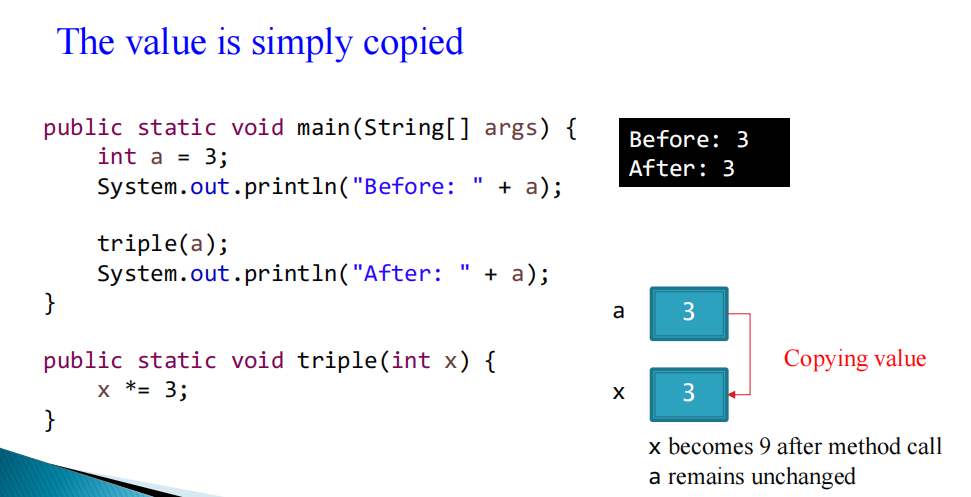 The value is simply copied
public static void main(String[] args) {
    int a = 3;
    System.out.println("Before: " + a);
    triple(a);
    System.out.println("After: " + a);
}
public static void triple(int x) {
    x *= 3;
}
Before: 3
After: 3
a 3
Copying value
x 3
x becomes 9 after method call
a remains unchanged